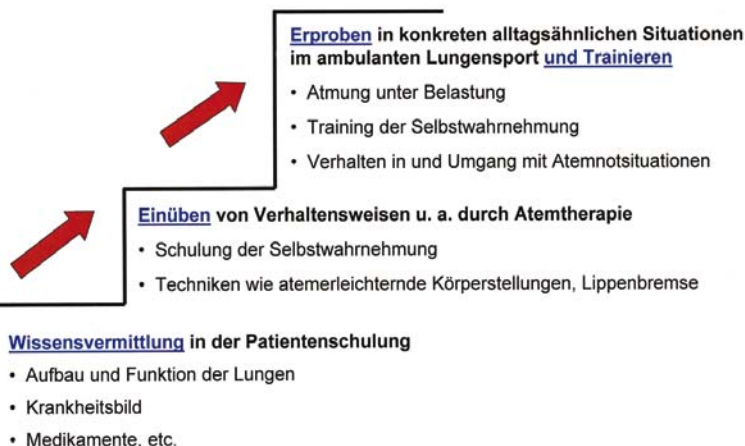 Erproben in konkreten alltagsähnlichen Situationen
im ambulanten Lungensport und Trainieren
• Atmung unter Belastung
• Training der Selbstwahrnehmung
• Verhalten in und Umgang mit Atemnotsituationen
Einüben von Verhaltensweisen u. a. durch Atemtherapie
• Schulung der Selbstwahrnehmung
• Techniken wie atemerleichternde Körperstellungen, Lippenbremse
Wissensvermittlung in der Patientenschulung
• Aufbau und Funktion der Lungen
• Krankheitsbild
• Medikamente, etc.